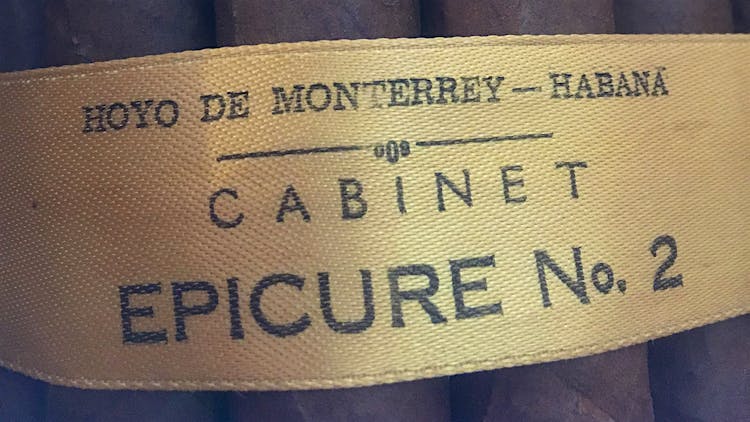 HOYO DE MONTERREY — HABANA
CABINET
EPICURE No. 2